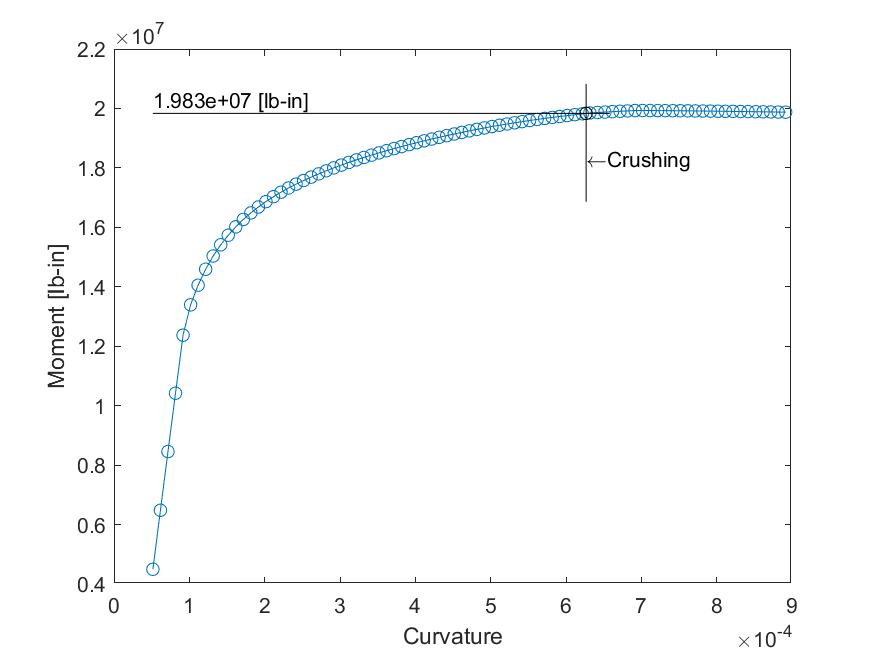 ×10⁷
2.2
2
1.8
1.6
1.4
1.2
1
0.8
0.6
0.4
Moment [lb-in]
1.983e+07 [lb-in]
←Crushing
0 1 2 3 4 5 6 7 8 9
Curvature
×10⁻⁴